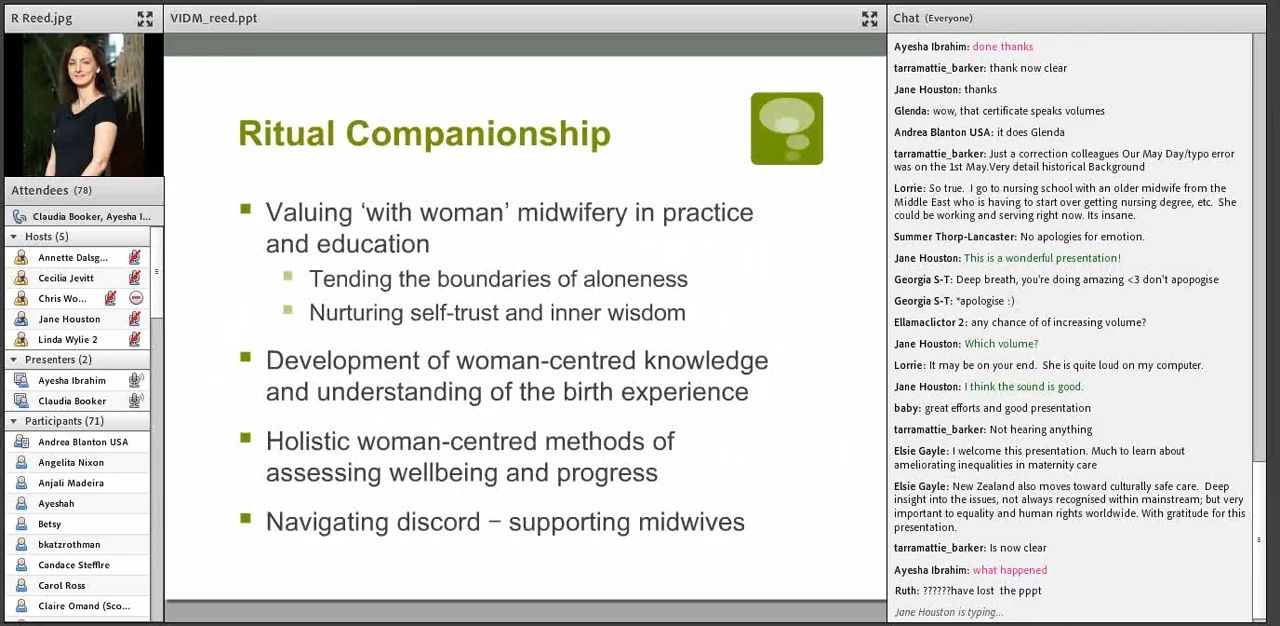 R Reed.jpg
Attendees (78)
Claudia Booker, Ayesha I...
Hosts (5)
Annette Dalsg...
Cecilia Jevitt
Chris Wo...
Jane Houston
Linda Wylie 2
Presenters (2)
Ayesha Ibrahim
Claudia Booker
Participants (71)
Andrea Blanton USA
Angelita Nixon
Anjali Madeira
Ayeshah
Betsy
bkatzrothman
Candace Stefflre
Carol Ross
Claire Omand (Sco...
VIDM_reed.ppt
Ritual Companionship
Valuing ‘with woman’ midwifery in practice
and education
Tending the boundaries of aloneness
Nurturing self-trust and inner wisdom
Development of woman-centred knowledge
and understanding of the birth experience
Holistic woman-centred methods of
assessing wellbeing and progress
Navigating discord – supporting midwives
Chat (Everyone)
Ayesha Ibrahim: done thanks
tarramattie_barker: thank now clear
Jane Houston: thanks
Glenda: wow, that certificate speaks volumes
Andrea Blanton USA: it does Glenda
tarramattie_barker: Just a correction colleagues Our May Day/typo error
was on the 1st May.Very detail historical Background
Lorrie: So true. I go to nursing school with an older midwife from the
Middle East who is having to start over getting nursing degree, etc. She
could be working and serving right now. Its insane.
Summer Thorp-Lancaster: No apologies for emotion.
Jane Houston: This is a wonderful presentation!
Georgia S-T: Deep breath, you're doing amazing <3 don't apopogise
Georgia S-T: *apologise :)
Ellamaclictor 2: any chance of of increasing volume?
Jane Houston: Which volume?
Lorrie: It may be on your end. She is quite loud on my computer.
Jane Houston: I think the sound is good.
baby: great efforts and good presentation
tarramattie_barker: Not hearing anything
Elsie Gayle: I welcome this presentation. Much to learn about
ameliorating inequalities in maternity care
Elsie Gayle: New Zealand also moves toward culturally safe care. Deep
insight into the issues, not always recognised within mainstream; but very
important to equality and human rights worldwide. With gratitude for this
presentation.
tarramattie_barker: Is now clear
Ayesha Ibrahim: what happened
Ruth: ??????have lost the pppt
Jane Houston is typing...